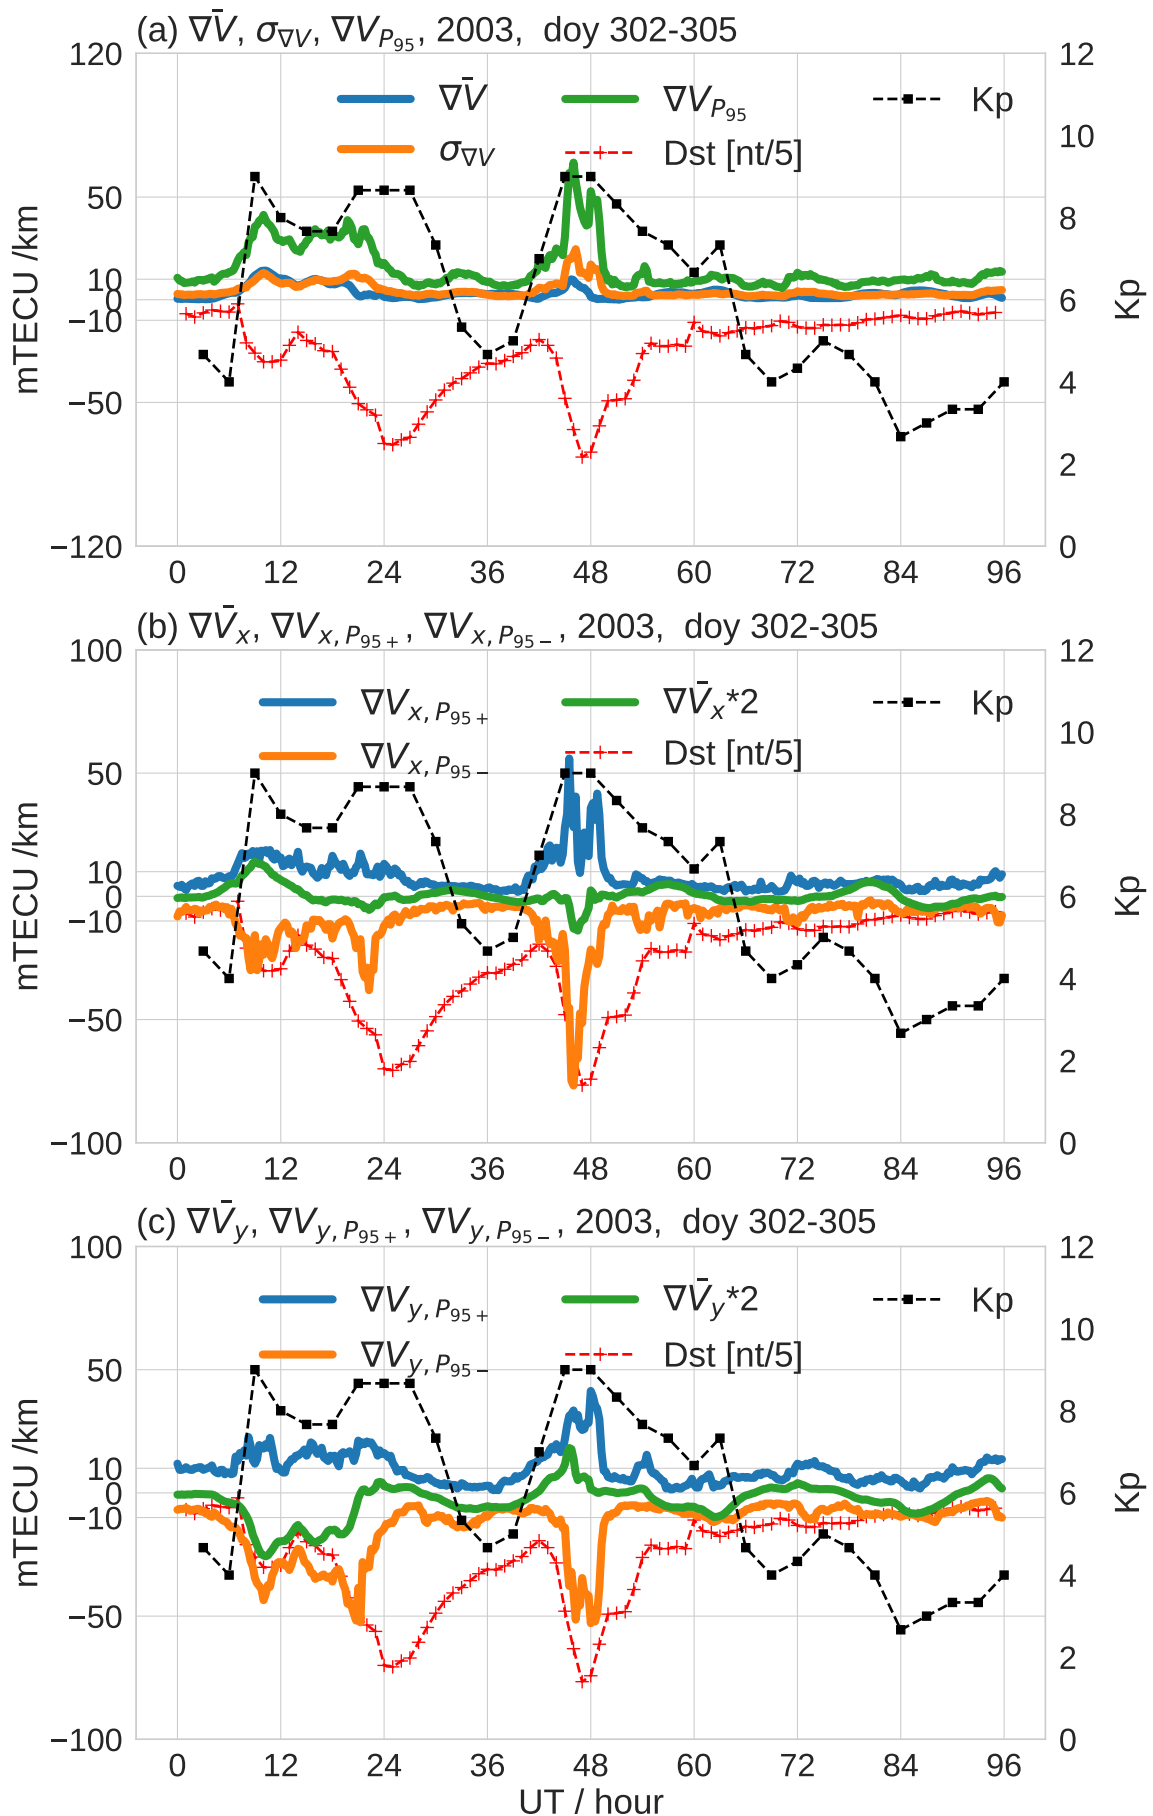 (a) ∇V̄, σ∇V, ∇VP95, 2003, doy 302-305
120
50
10
0
−10
−50
−120
12
10
8
6
4
2
0
mTECU /km
Kp
∇V̄
σ∇V
∇VP95
Dst [nt/5]
Kp
0 12 24 36 48 60 72 84 96
(b) ∇V̄x, ∇Vx, P95+, ∇Vx, P95−, 2003, doy 302-305
100
50
10
0
−10
−50
−100
12
10
8
6
4
2
0
mTECU /km
Kp
∇Vx, P95+
∇Vx, P95−
∇V̄x*2
Dst [nt/5]
Kp
0 12 24 36 48 60 72 84 96
(c) ∇V̄y, ∇Vy, P95+, ∇Vy, P95−, 2003, doy 302-305
100
50
10
0
−10
−50
−100
12
10
8
6
4
2
0
mTECU /km
Kp
∇Vy, P95+
∇Vy, P95−
∇V̄y*2
Dst [nt/5]
Kp
0 12 24 36 48 60 72 84 96
UT / hour